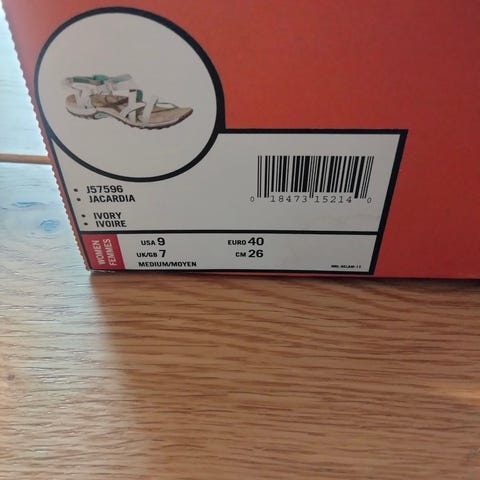 • J57596
• JACARDIA
• IVORY
• IVOIRE
0 18473 15214 0
WOMEN
FEMMES
USA 9 EURO 40
UK/GB 7 CM 26
MEDIUM/MOYEN